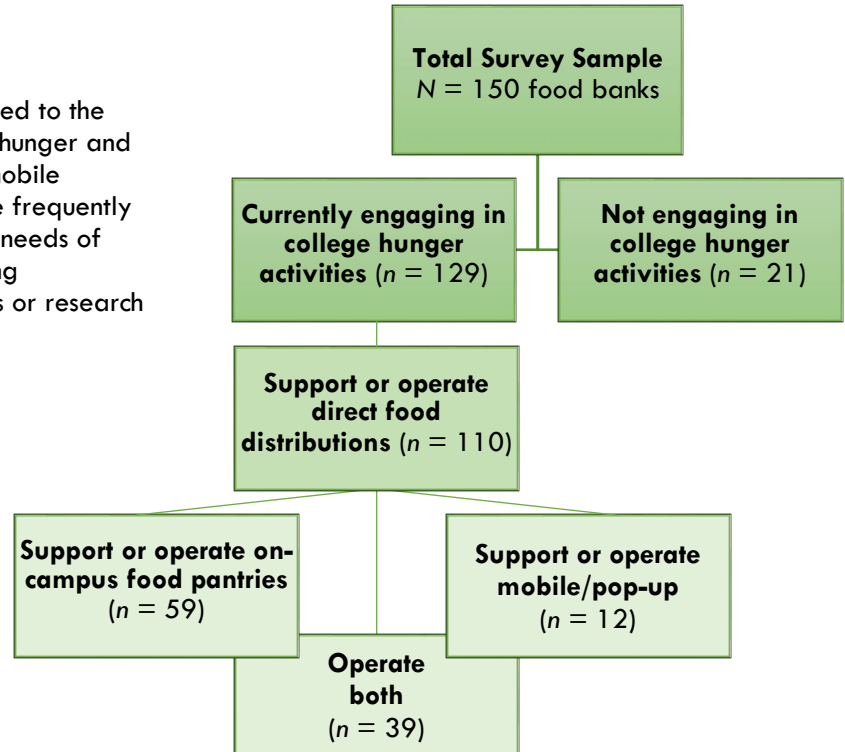 ed to the
hunger and
nobile
e frequently
needs of
ng
s or research
Total Survey Sample
N = 150 food banks
Currently engaging in
college hunger
activities (n = 129)
Not engaging in
college hunger
activities (n = 21)
Support or operate
direct food
distributions (n = 110)
Support or operate on-
campus food pantries
(n = 59)
Support or operate
mobile/pop-up
(n = 12)
Operate
both
(n = 39)